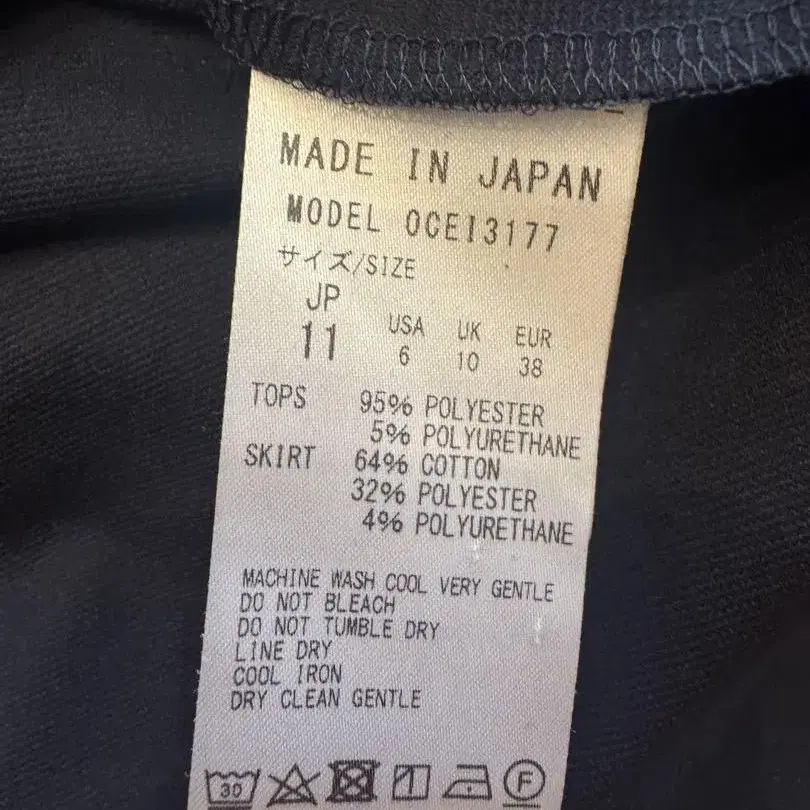 MADE IN JAPAN
MODEL OCEI3177
サイズ/SIZE
JP USA UK EUR
11 6 10 38
TOPS 95% POLYESTER
5% POLYURETHANE
SKIRT 64% COTTON
32% POLYESTER
4% POLYURETHANE
MACHINE WASH COOL VERY GENTLE
DO NOT BLEACH
DO NOT TUMBLE DRY
LINE DRY
COOL IRON
DRY CLEAN GENTLE
30 F